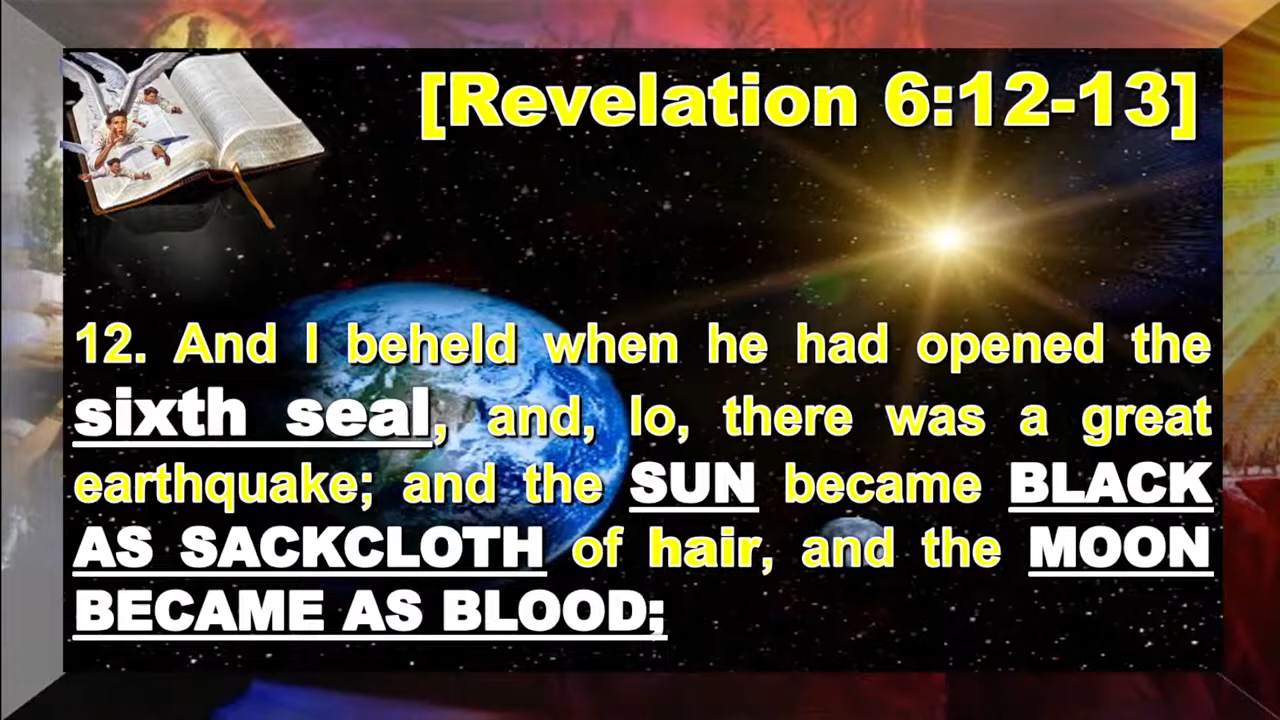 [Revelation 6:12-13]
12. And I beheld when he had opened the
sixth seal, and, lo, there was a great
earthquake; and the SUN became BLACK
AS SACKCLOTH of hair, and the MOON
BECAME AS BLOOD;